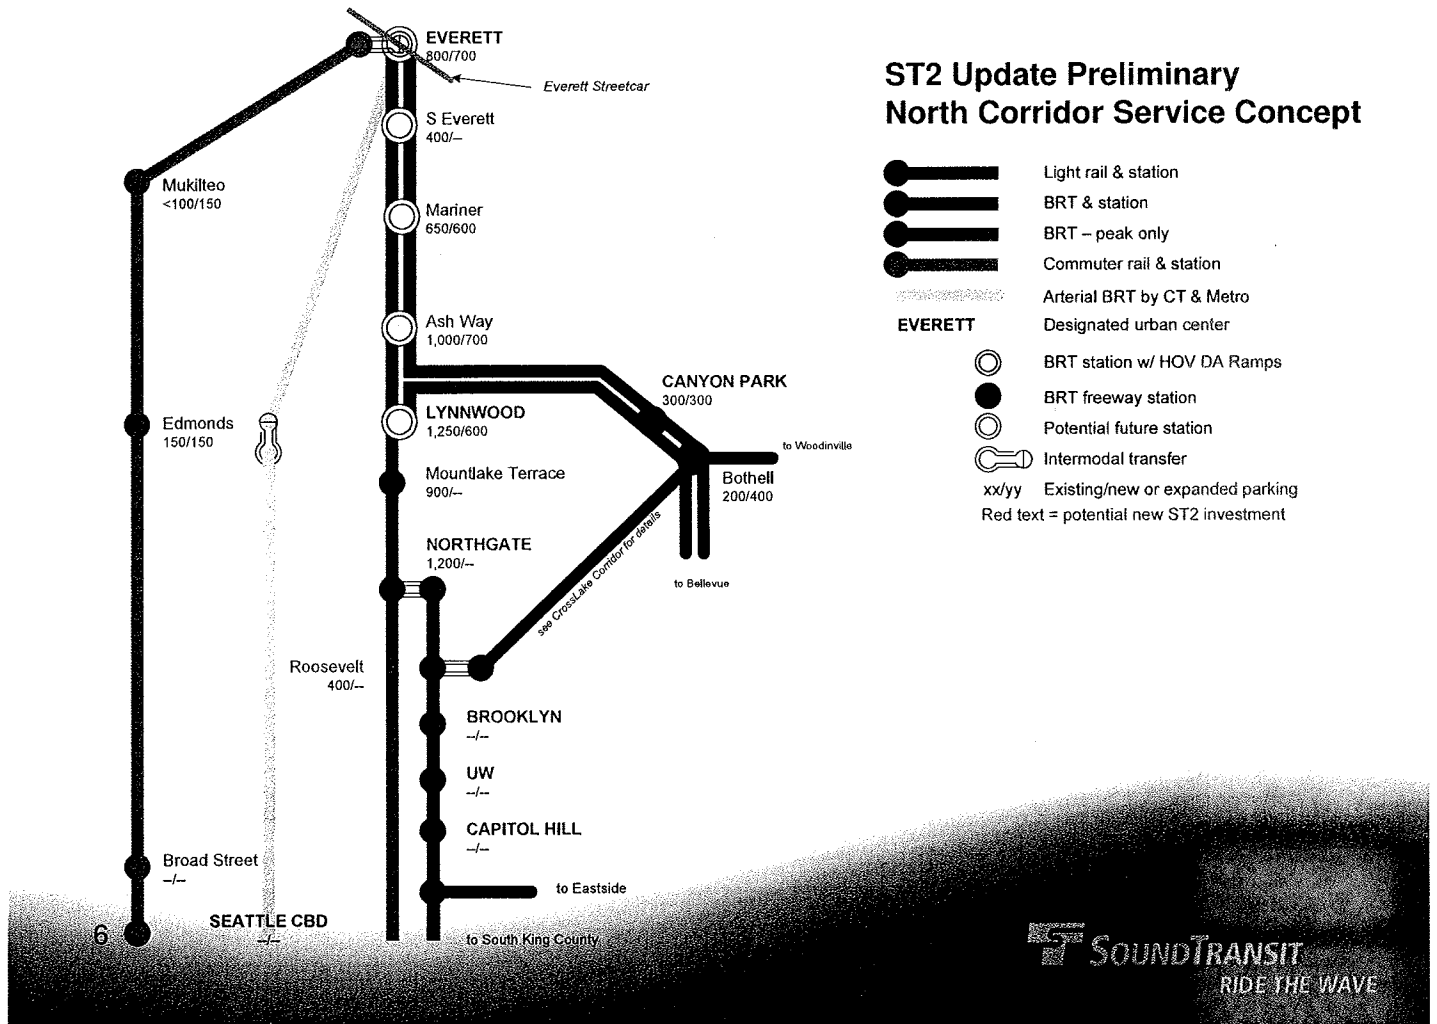 ST2 Update Preliminary
North Corridor Service Concept
EVERETT
800/700
Everett Streetcar
S Everett
400/--
Mukilteo
<100/150
Mariner
650/600
Ash Way
1,000/700
CANYON PARK
300/300
LYNNWOOD
1,250/600
Edmonds
150/150
to Woodinville
Mountlake Terrace
900/--
Bothell
200/400
NORTHGATE
1,200/--
see CrossLake Corridor for details
to Bellevue
Roosevelt
400/--
BROOKLYN
--/--
UW
--/--
CAPITOL HILL
--/--
Broad Street
--/--
to Eastside
SEATTLE CBD
--/--
to South King County
6
Light rail & station
BRT & station
BRT – peak only
Commuter rail & station
Arterial BRT by CT & Metro
EVERETT Designated urban center
BRT station w/ HOV DA Ramps
BRT freeway station
Potential future station
Intermodal transfer
xx/yy Existing/new or expanded parking
Red text = potential new ST2 investment
ST SOUNDTRANSIT
RIDE THE WAVE